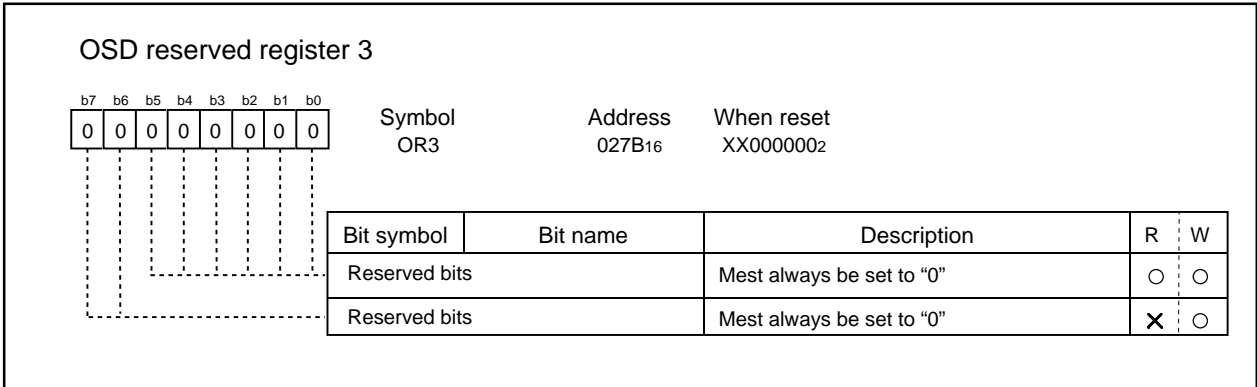 OSD reserved register 3
b7 b6 b5 b4 b3 b2 b1 b0
0 0 0 0 0 0 0 0
Symbol Address When reset
OR3 027B16 XX0000002
Bit symbol Bit name Description R W
Reserved bits Mest always be set to “0” ○ ○
Reserved bits Mest always be set to “0” ✕ ○